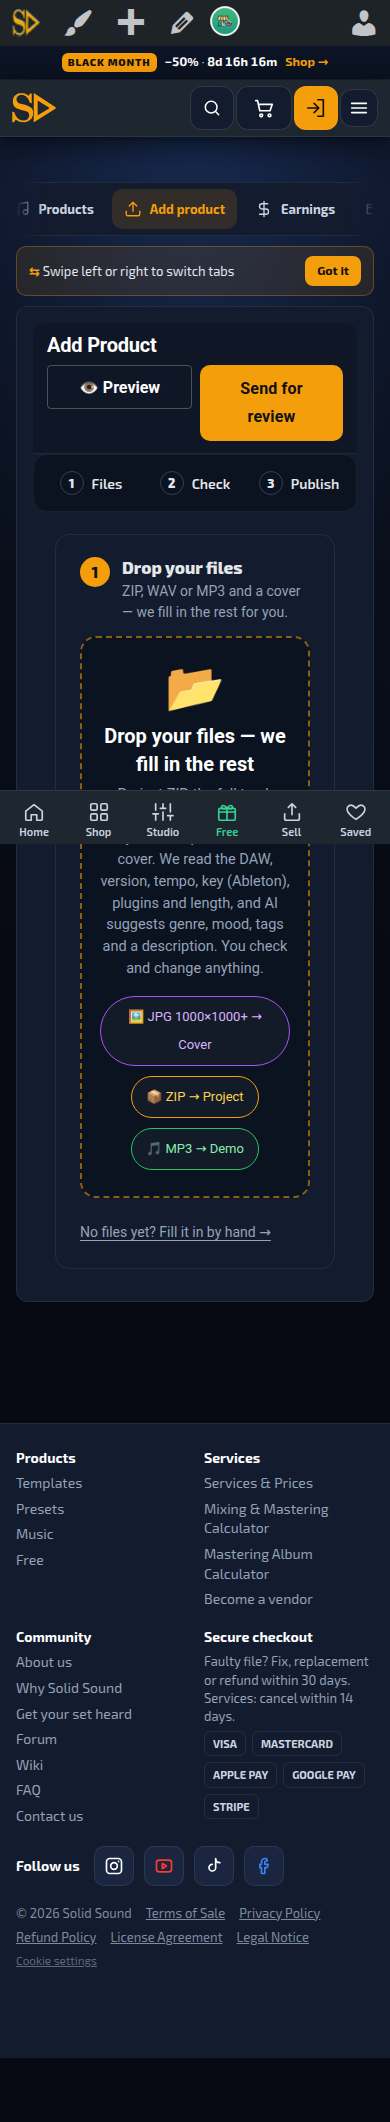 BLACK MONTH −50% · 8d 16h 16m Shop →
Products Add product Earnings
⇆ Swipe left or right to switch tabs Got it
Add Product
👁️ Preview
Send for
review
1 Files 2 Check 3 Publish
1 Drop your files
ZIP, WAV or MP3 and a cover
— we fill in the rest for you.
Drop your files — we
fill in the rest
Home Shop Studio Free Sell Saved
cover. We read the DAW,
version, tempo, key (Ableton),
plugins and length, and AI
suggests genre, mood, tags
and a description. You check
and change anything.
🖼️ JPG 1000×1000+ →
Cover
📦 ZIP → Project
🎵 MP3 → Demo
No files yet? Fill it in by hand →
Products
Templates
Presets
Music
Free
Services
Services & Prices
Mixing & Mastering
Calculator
Mastering Album
Calculator
Become a vendor
Community
About us
Why Solid Sound
Get your set heard
Forum
Wiki
FAQ
Contact us
Secure checkout
Faulty file? Fix, replacement
or refund within 30 days.
Services: cancel within 14
days.
VISA MASTERCARD
APPLE PAY GOOGLE PAY
STRIPE
Follow us
© 2026 Solid Sound Terms of Sale Privacy Policy
Refund Policy License Agreement Legal Notice
Cookie settings